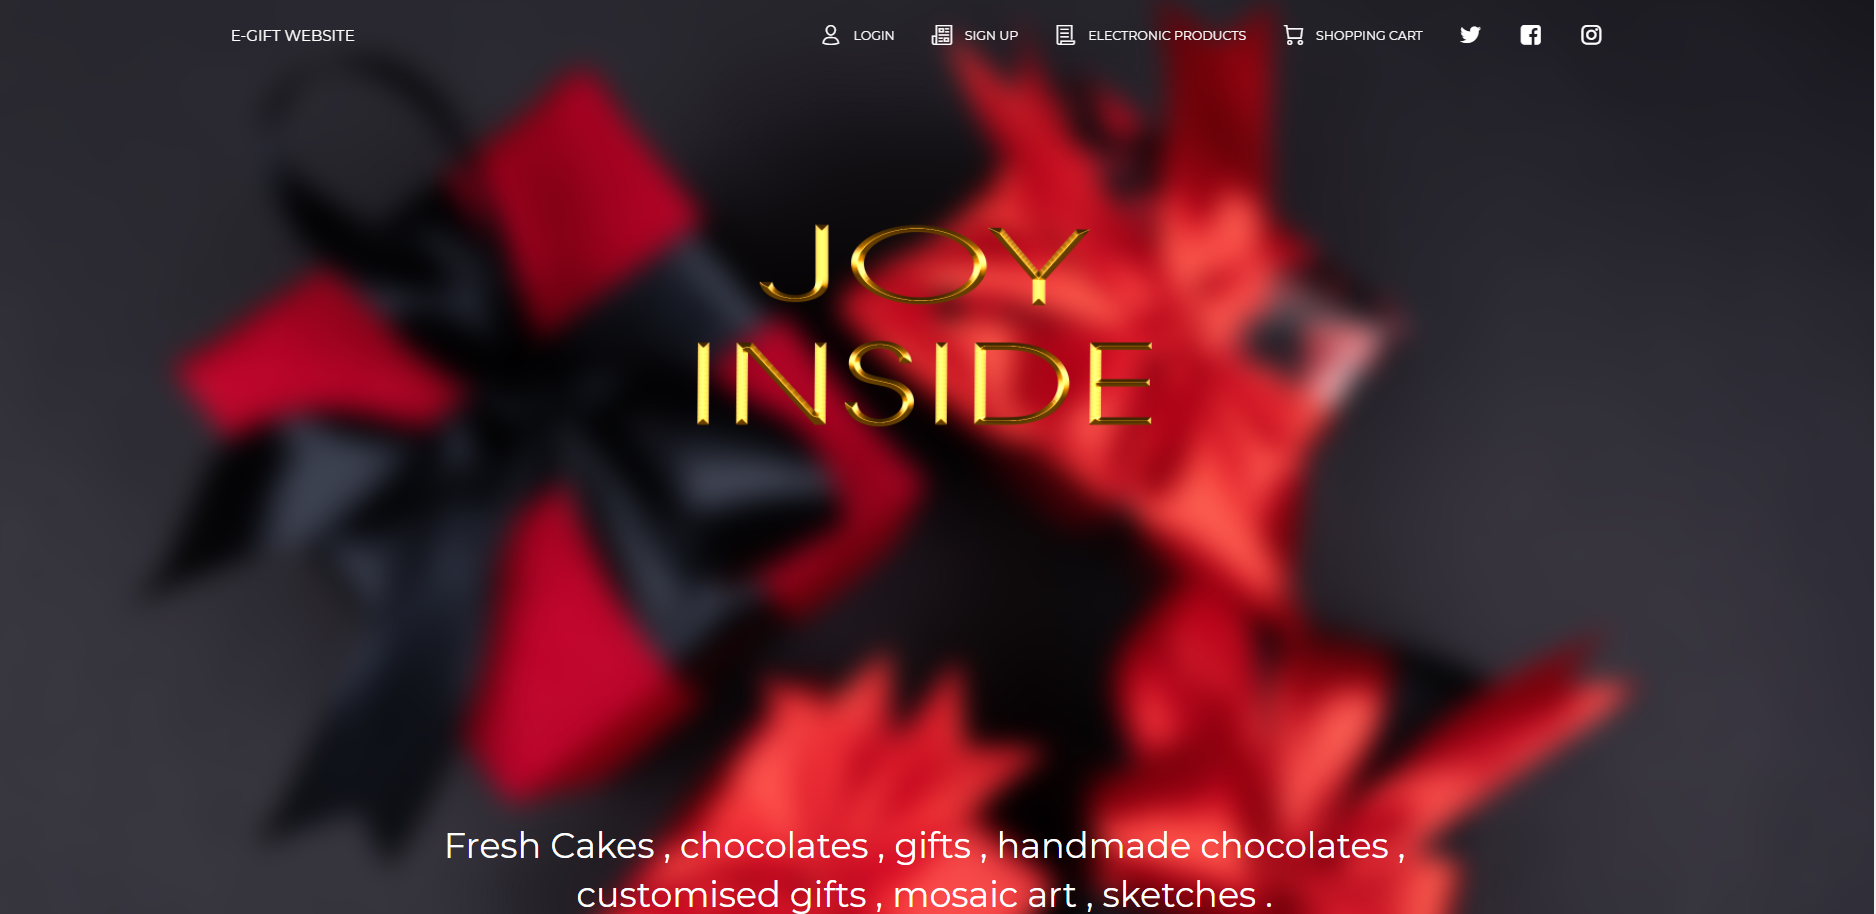 E-GIFT WEBSITE LOGIN SIGN UP ELECTRONIC PRODUCTS SHOPPING CART
JOY
INSIDE
Fresh Cakes , chocolates , gifts , handmade chocolates ,
customised gifts , mosaic art , sketches .